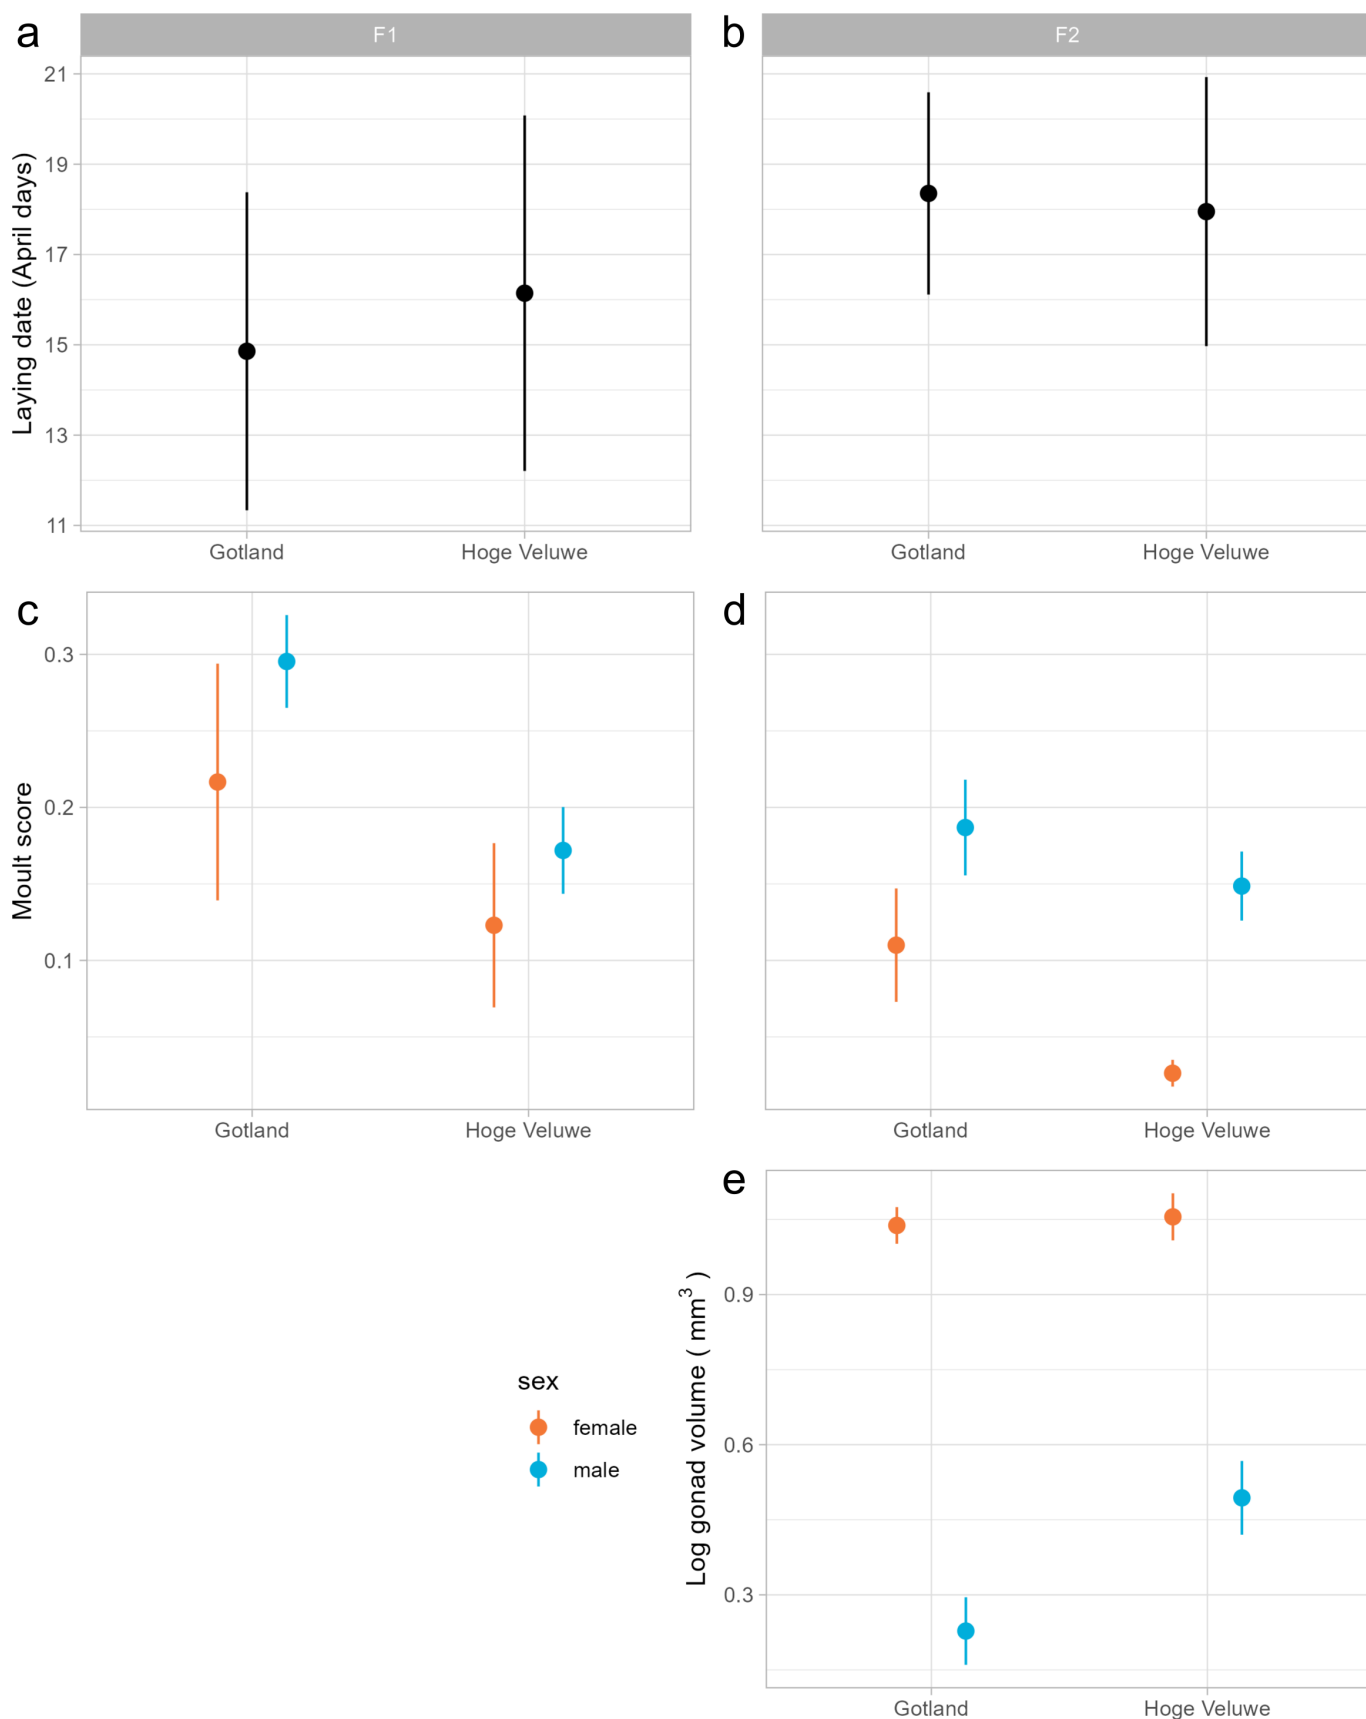 a
F1
b
F2
Laying date (April days)
21
19
17
15
13
11
Gotland
Hoge Veluwe
Gotland
Hoge Veluwe
c
d
Moult score
0.3
0.2
0.1
Gotland
Hoge Veluwe
Gotland
Hoge Veluwe
e
Log gonad volume ( mm³ )
0.9
0.6
0.3
Gotland
Hoge Veluwe
sex
female
male